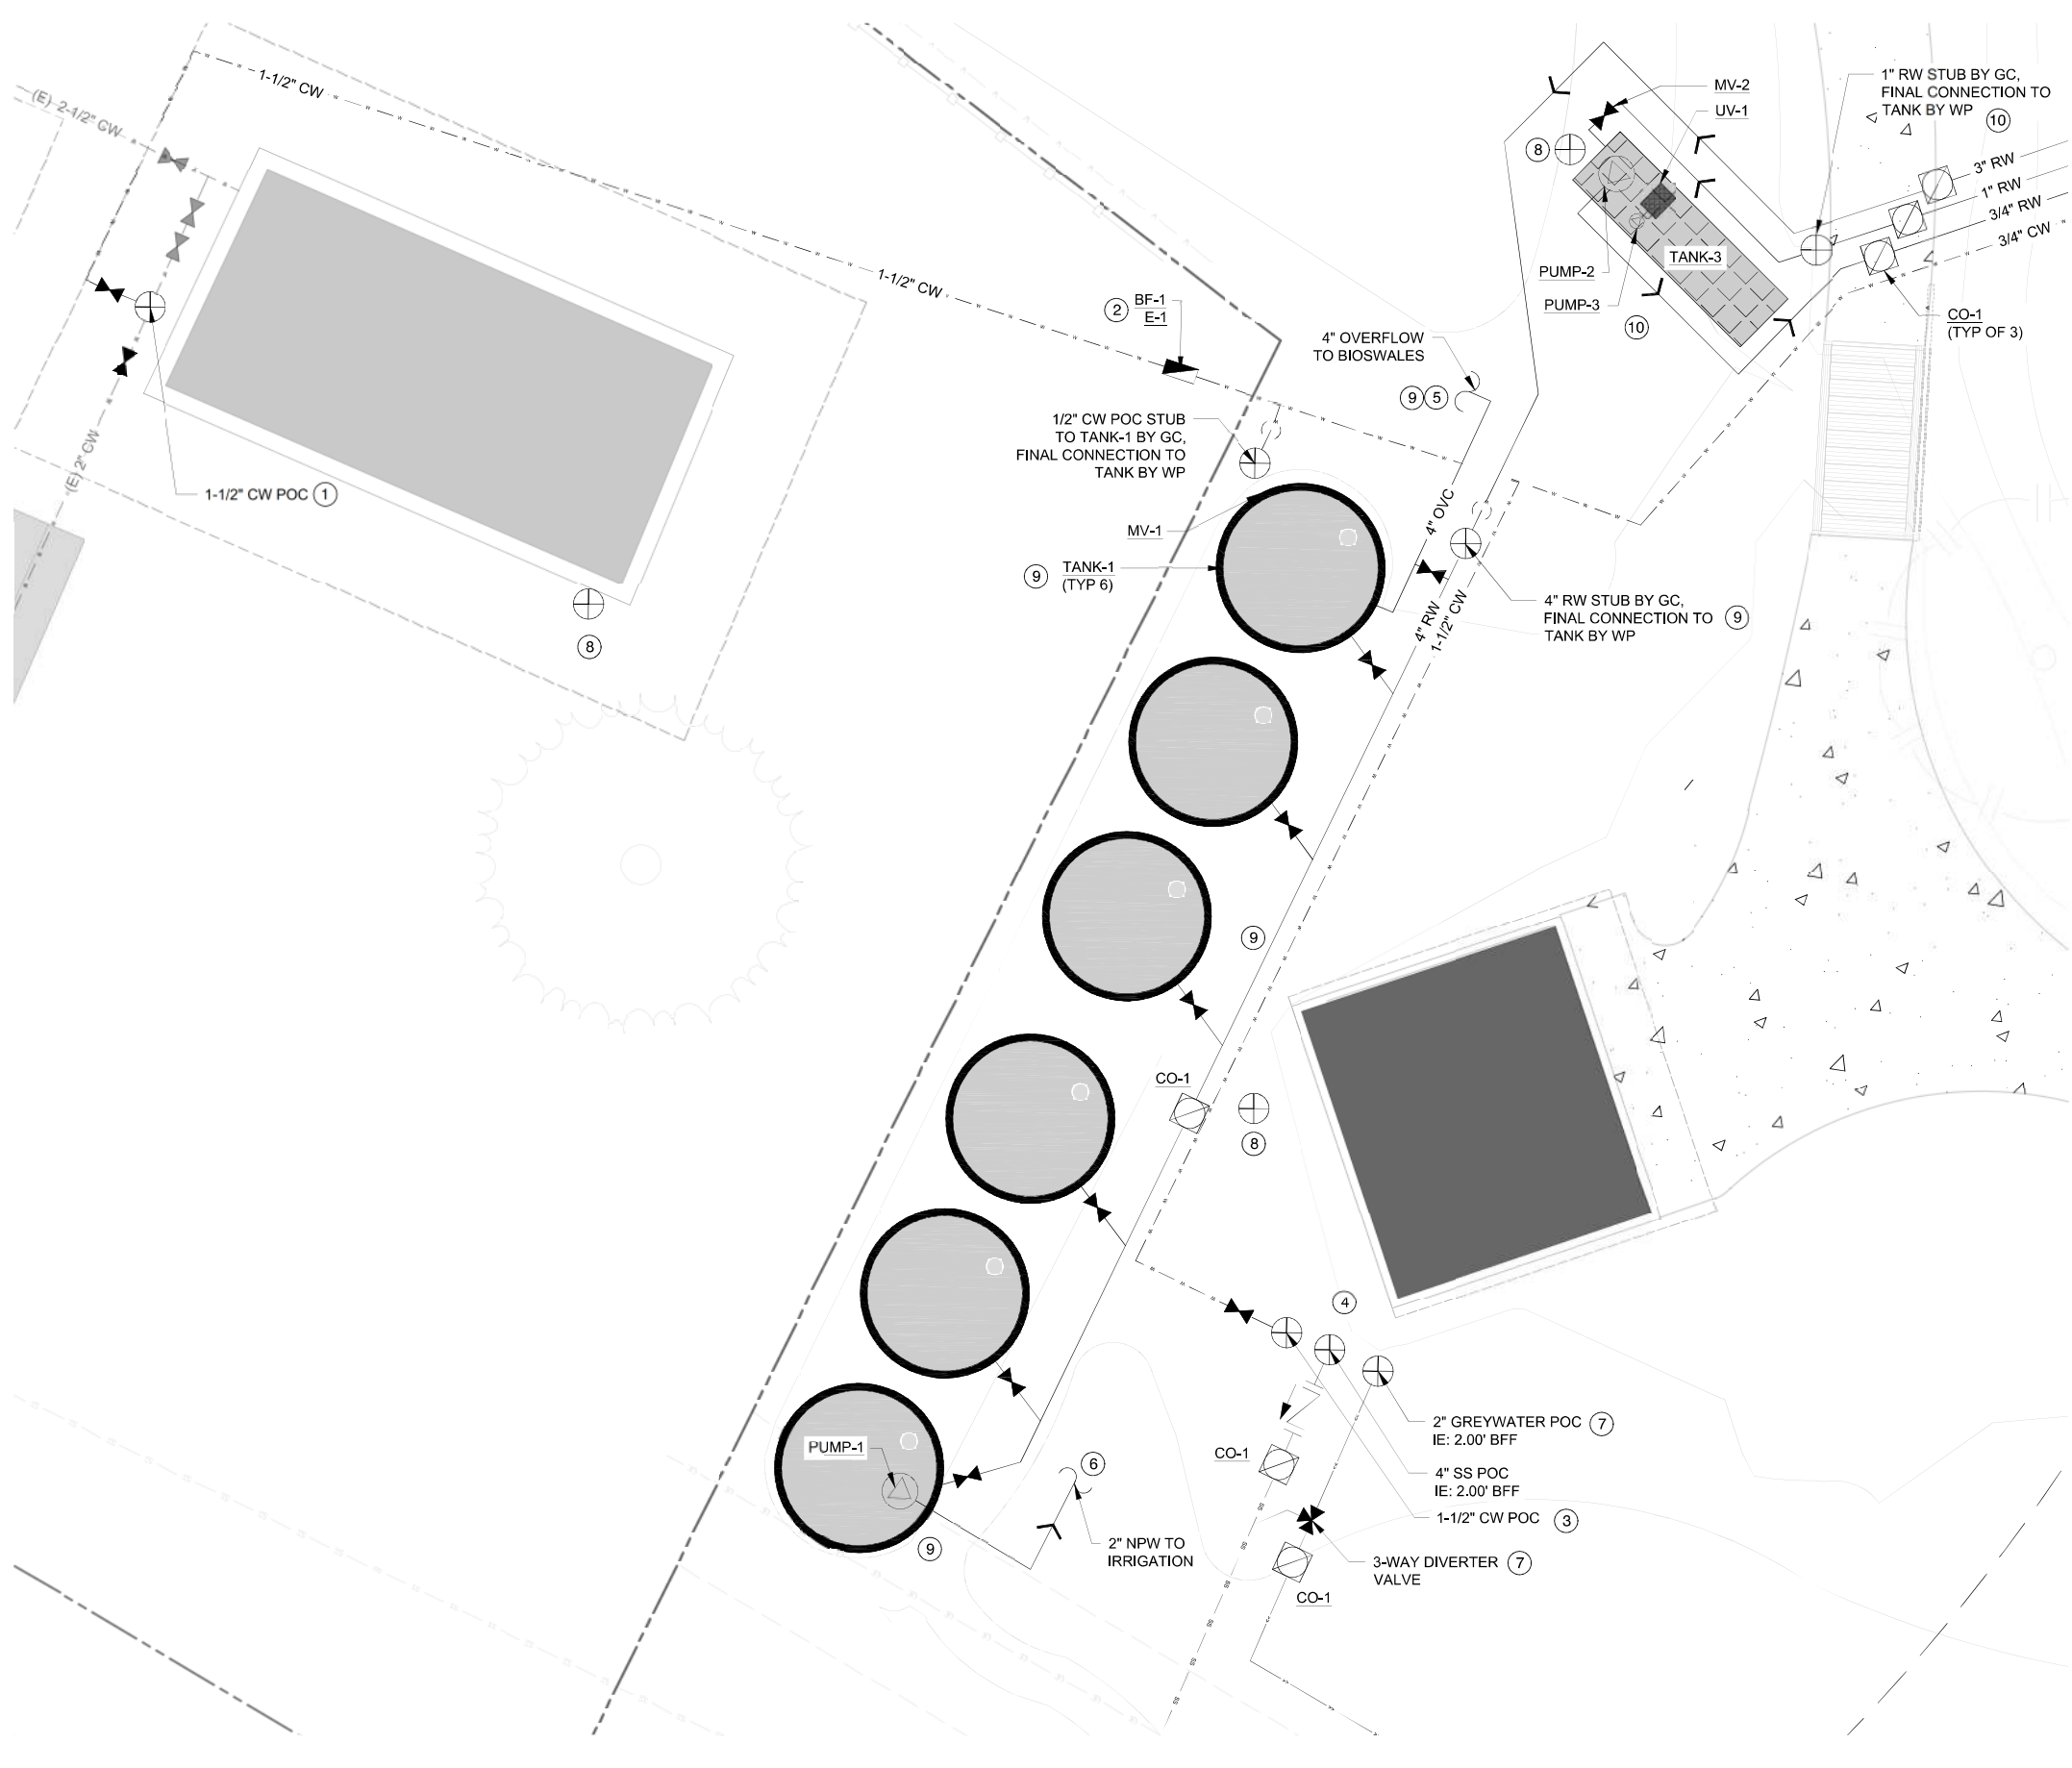 1-1/2" CW
(E) 2-1/2" CW
1-1/2" CW
(E) 2" CW
1-1/2" CW POC 1
8
2 BF-1
E-1
4" OVERFLOW
TO BIOSWALES
9 5
1/2" CW POC STUB
TO TANK-1 BY GC,
FINAL CONNECTION TO
TANK BY WP
MV-1
9 TANK-1
(TYP 6)
4" OVC
4" RW
1-1/2" CW
4" RW STUB BY GC,
FINAL CONNECTION TO
TANK BY WP
9
MV-2
UV-1
8
TANK-3
PUMP-2
PUMP-3
10
1" RW STUB BY GC,
FINAL CONNECTION TO
TANK BY WP
10
3" RW
1" RW
3/4" RW
3/4" CW
CO-1
(TYP OF 3)
9
CO-1
8
4
PUMP-1
9
6
2" NPW TO
IRRIGATION
CO-1
2" GREYWATER POC 7
IE: 2.00' BFF
4" SS POC
IE: 2.00' BFF
1-1/2" CW POC 3
3-WAY DIVERTER 7
VALVE
CO-1
SS
SS
SS
SS
SS
SS